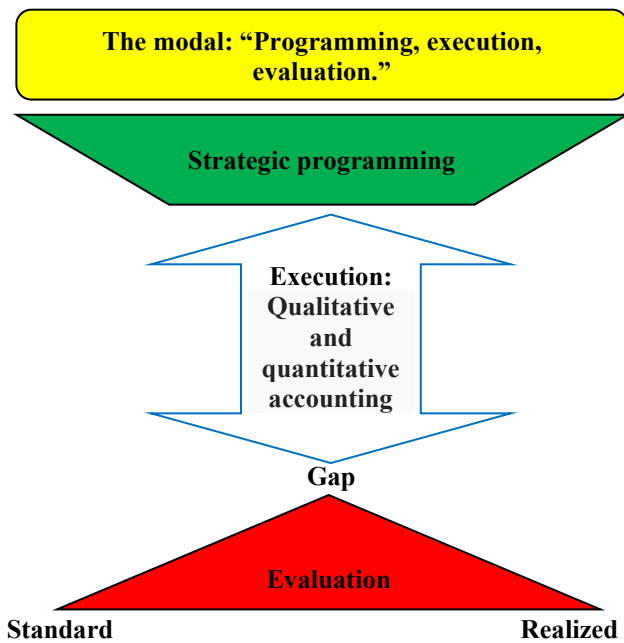 The modal: “Programming, execution,
evaluation.”
Strategic programming
Execution:
Qualitative
and
quantitative
accounting
Gap
Evaluation
Standard
Realized